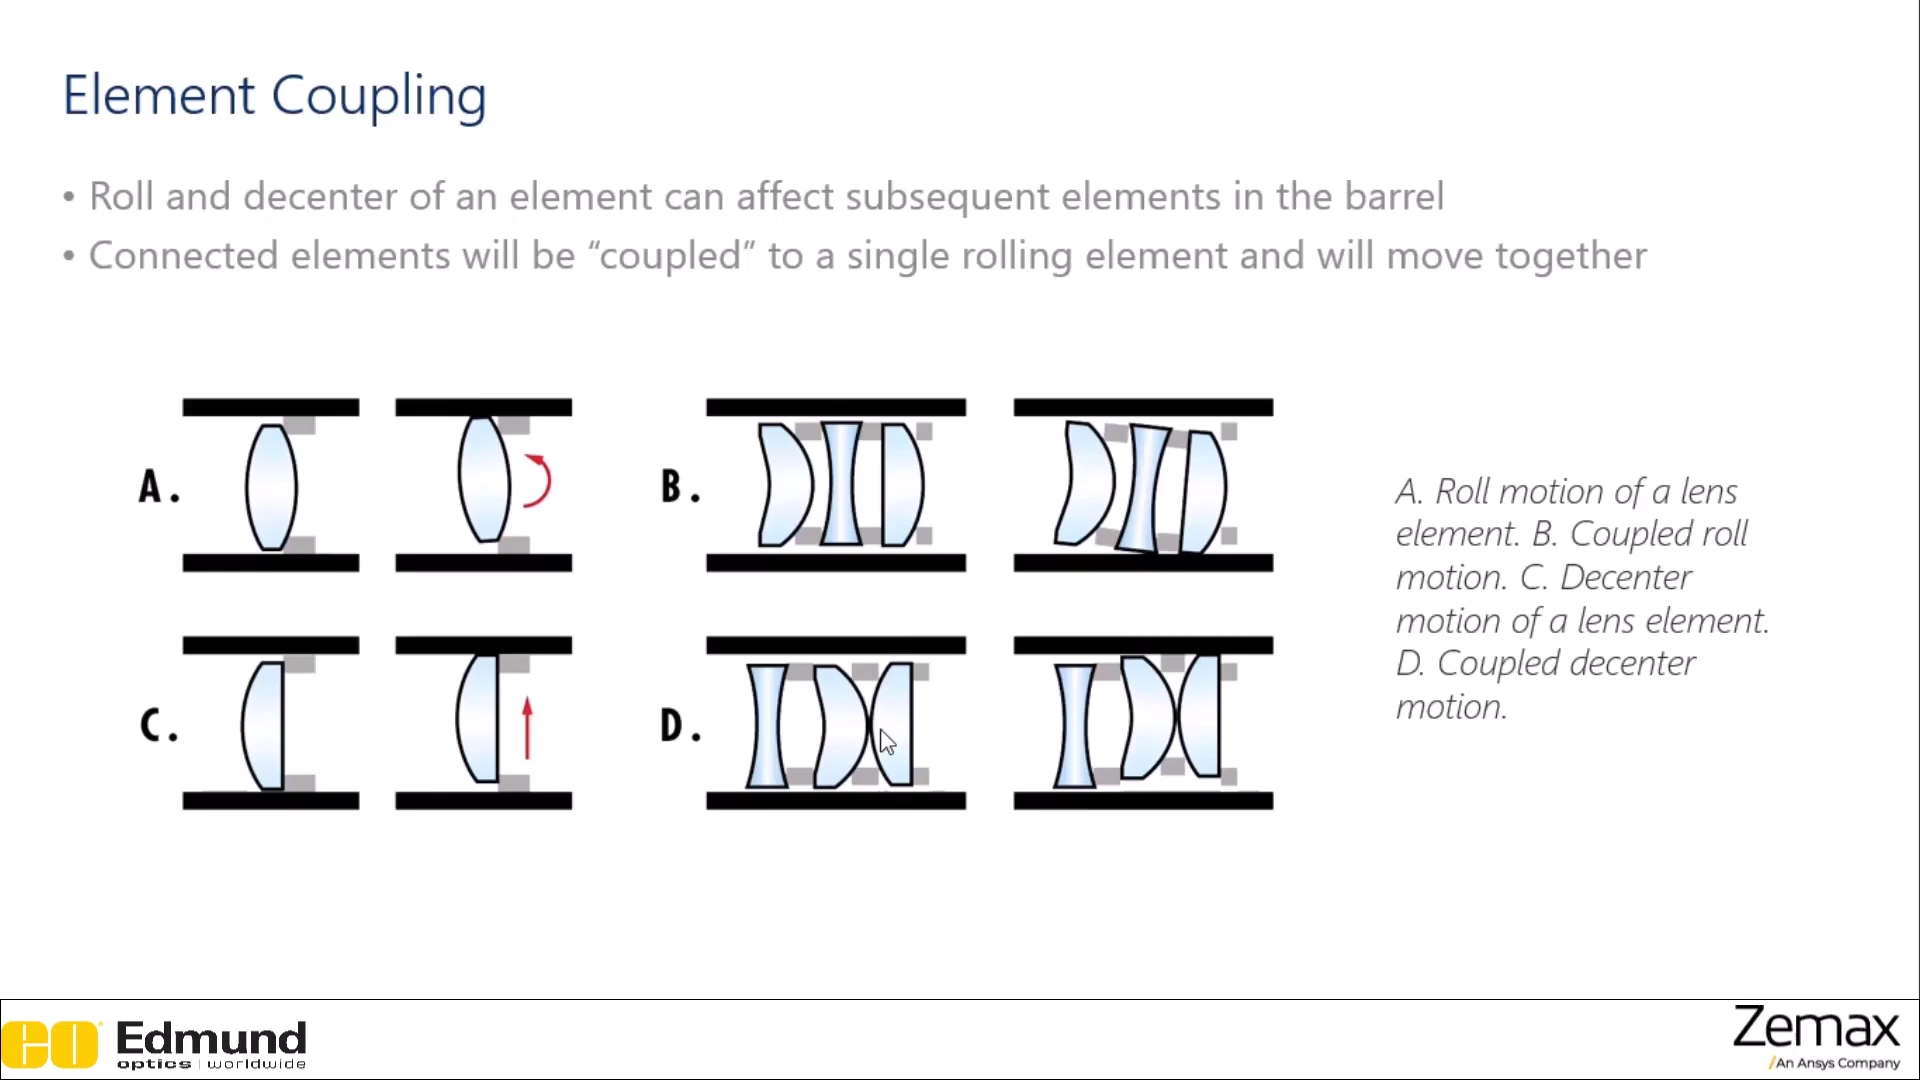 Element Coupling
• Roll and decenter of an element can affect subsequent elements in the barrel
• Connected elements will be “coupled” to a single rolling element and will move together
A.
B.
A. Roll motion of a lens
element. B. Coupled roll
motion. C. Decenter
motion of a lens element.
D. Coupled decenter
motion.
C.
D.
EO Edmund
optics | worldwide
Zemax
/An Ansys Company